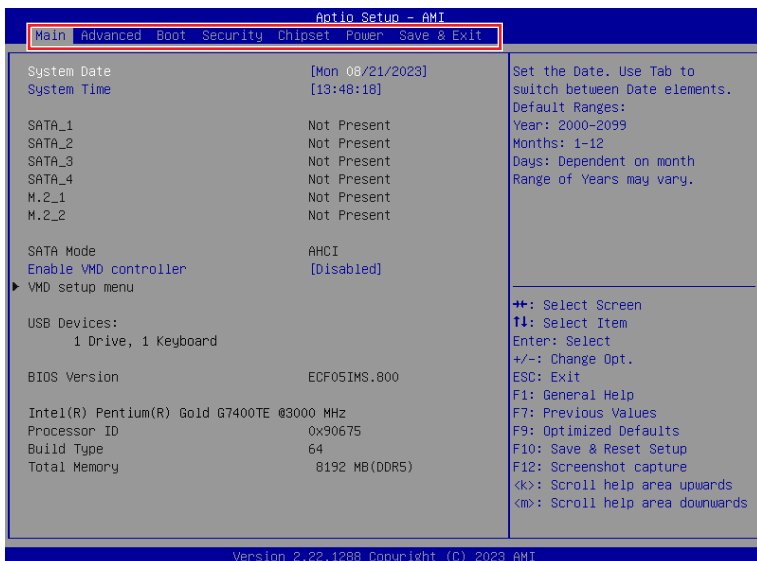 Aptio Setup - AMI
Main Advanced Boot Security Chipset Power Save & Exit
System Date [Mon 08/21/2023]
System Time [13:48:18]
SATA_1 Not Present
SATA_2 Not Present
SATA_3 Not Present
SATA_4 Not Present
M.2_1 Not Present
M.2_2 Not Present
SATA Mode AHCI
Enable VMD controller [Disabled]
VMD setup menu
USB Devices:
1 Drive, 1 Keyboard
BIOS Version ECF05IMS.800
Intel(R) Pentium(R) Gold G7400TE @3000 MHz
Processor ID 0x90675
Build Type 64
Total Memory 8192 MB(DDR5)
Set the Date. Use Tab to
switch between Date elements.
Default Ranges:
Year: 2000-2099
Months: 1-12
Days: Dependent on month
Range of Years may vary.
→←: Select Screen
↑↓: Select Item
Enter: Select
+/-: Change Opt.
ESC: Exit
F1: General Help
F7: Previous Values
F9: Optimized Defaults
F10: Save & Reset Setup
F12: Screenshot capture
<k>: Scroll help area upwards
<m>: Scroll help area downwards
Version 2.22.1288 Copyright (C) 2023 AMI